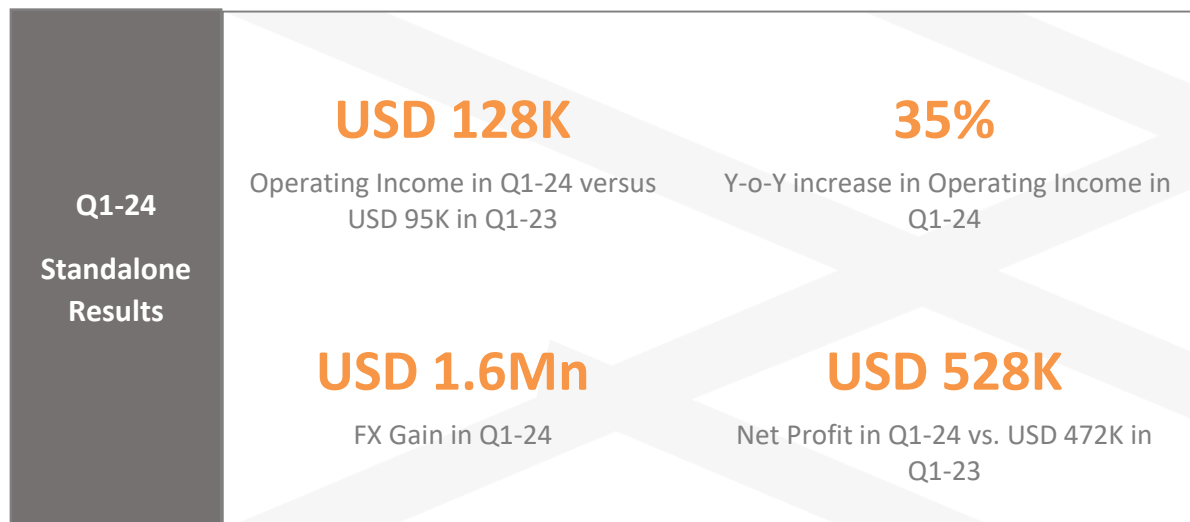 Q1-24
Standalone
Results
USD 128K
Operating Income in Q1-24 versus
USD 95K in Q1-23
35%
Y-o-Y increase in Operating Income in
Q1-24
USD 1.6Mn
FX Gain in Q1-24
USD 528K
Net Profit in Q1-24 vs. USD 472K in
Q1-23